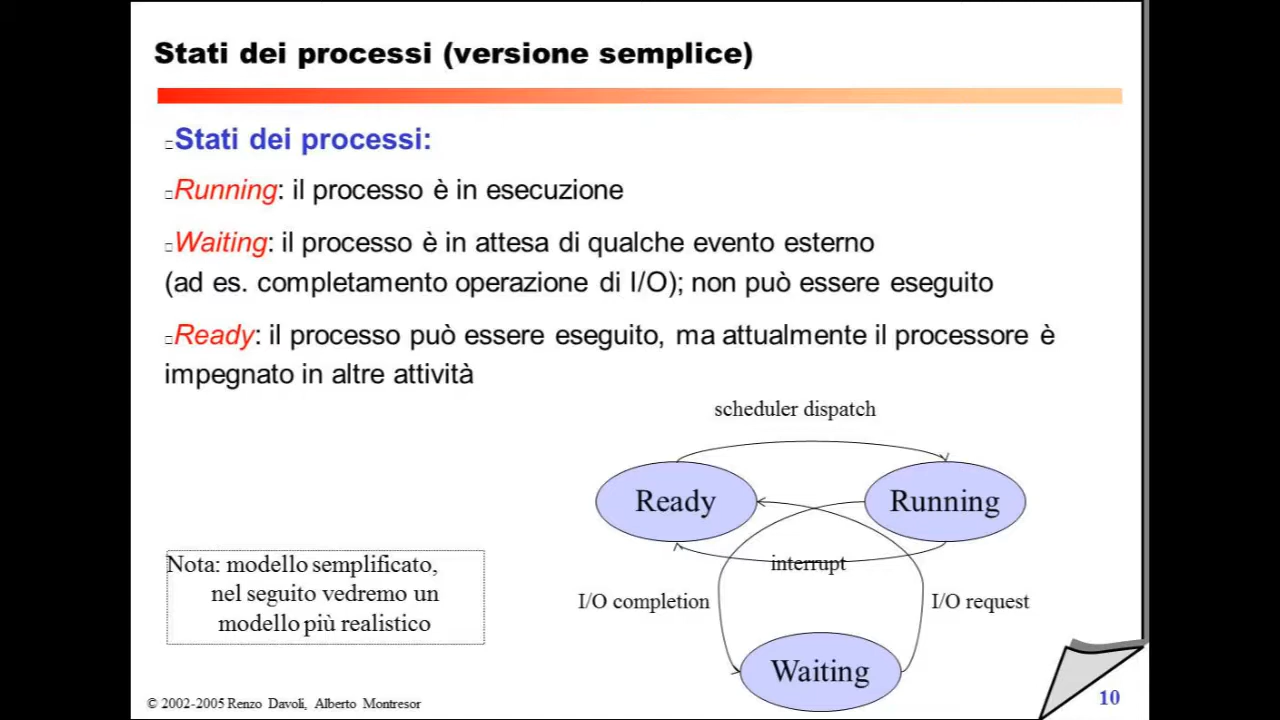 Stati dei processi (versione semplice)
Stati dei processi:
Running: il processo è in esecuzione
Waiting: il processo è in attesa di qualche evento esterno
(ad es. completamento operazione di I/O); non può essere eseguito
Ready: il processo può essere eseguito, ma attualmente il processore è
impegnato in altre attività
scheduler dispatch
Ready
Running
interrupt
I/O completion
I/O request
Waiting
Nota: modello semplificato,
nel seguito vedremo un
modello più realistico
© 2002-2005 Renzo Davoli, Alberto Montresor
10